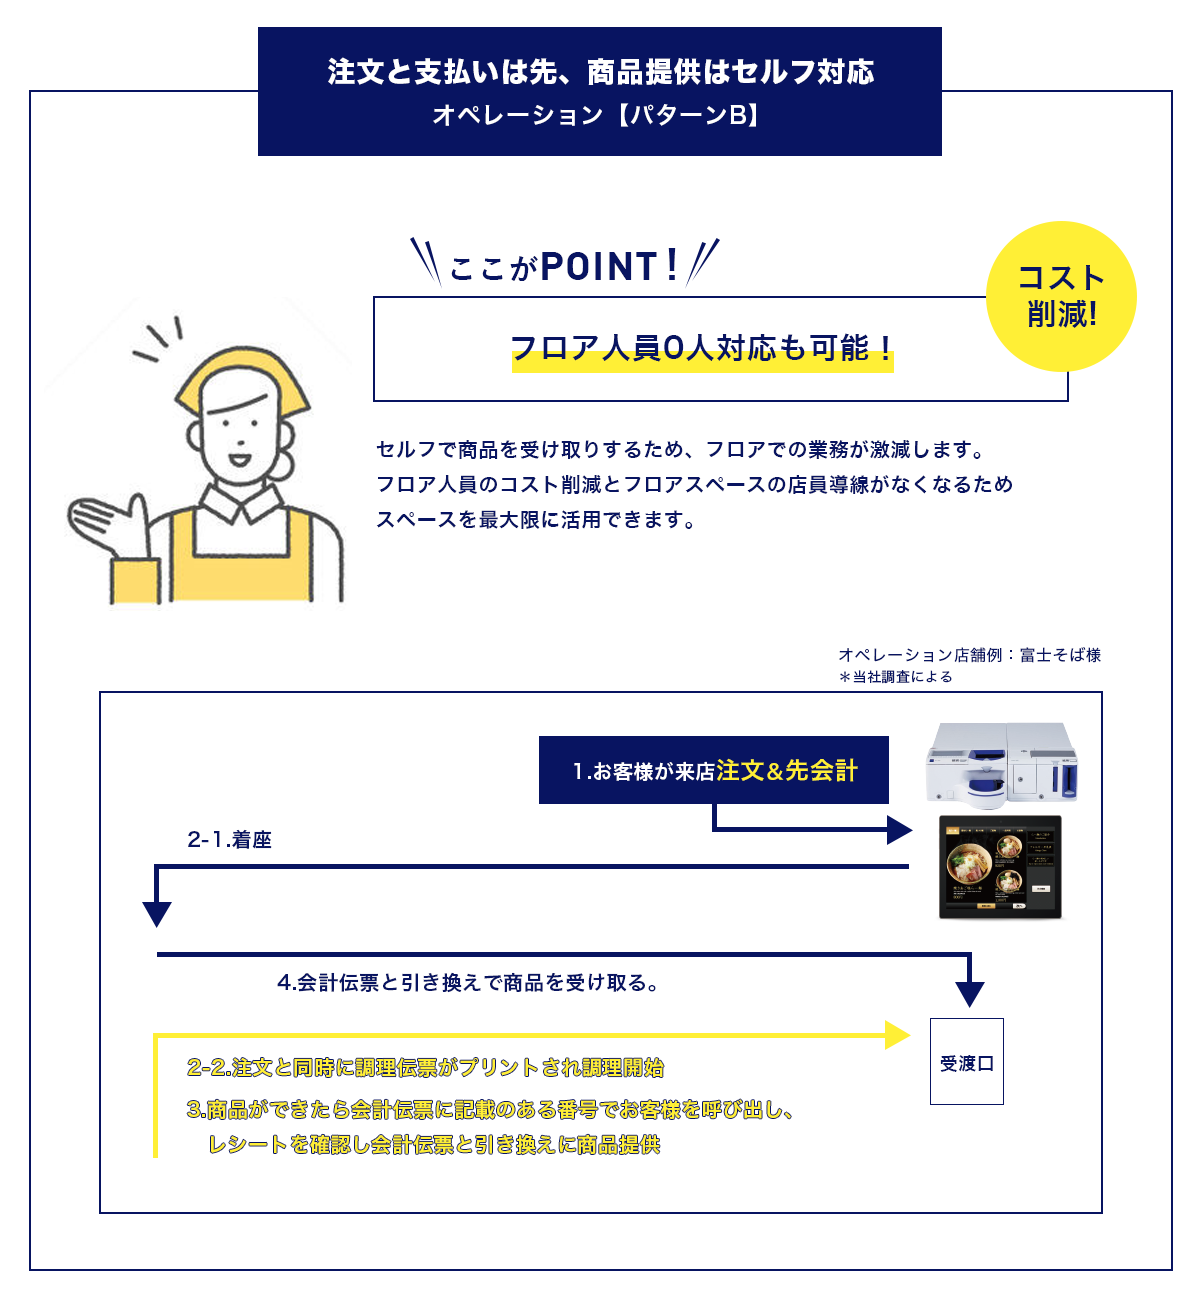 注文と支払いは先、商品提供はセルフ対応
オペレーション【パターンB】
ここがPOINT！
コスト
削減!
フロア人員0人対応も可能！
セルフで商品を受け取りするため、フロアでの業務が激減します。
フロア人員のコスト削減とフロアスペースの店員導線がなくなるため
スペースを最大限に活用できます。
オペレーション店舗例：富士そば様
＊当社調査による
1.お客様が来店注文＆先会計
2-1.着座
4.会計伝票と引き換えで商品を受け取る。
受渡口
2-2.注文と同時に調理伝票がプリントされ調理開始
3.商品ができたら会計伝票に記載のある番号でお客様を呼び出し、
レシートを確認し会計伝票と引き換えに商品提供